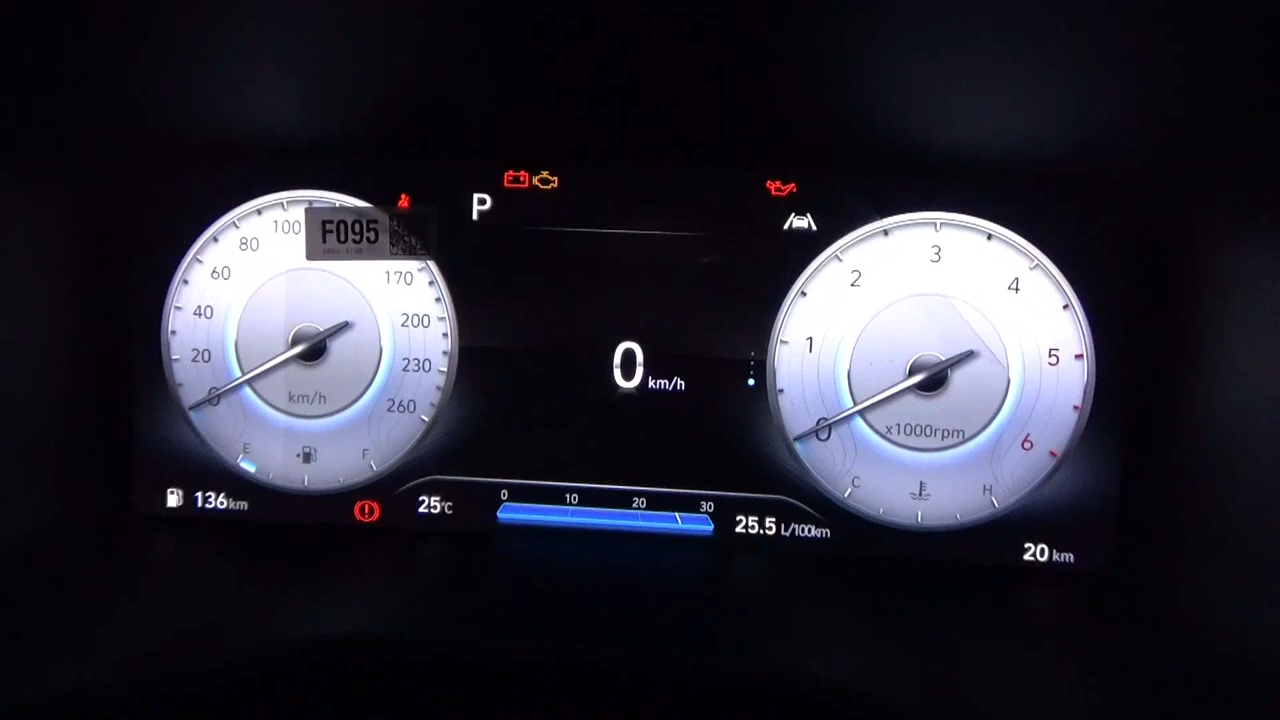 P
100
80
60
40
20
0
170
200
230
260
km/h
E
F
F095
0 km/h
0
1
2
3
4
5
6
x1000rpm
C
H
136 km
25°C
0 10 20 30
25.5 L/100km
20 km